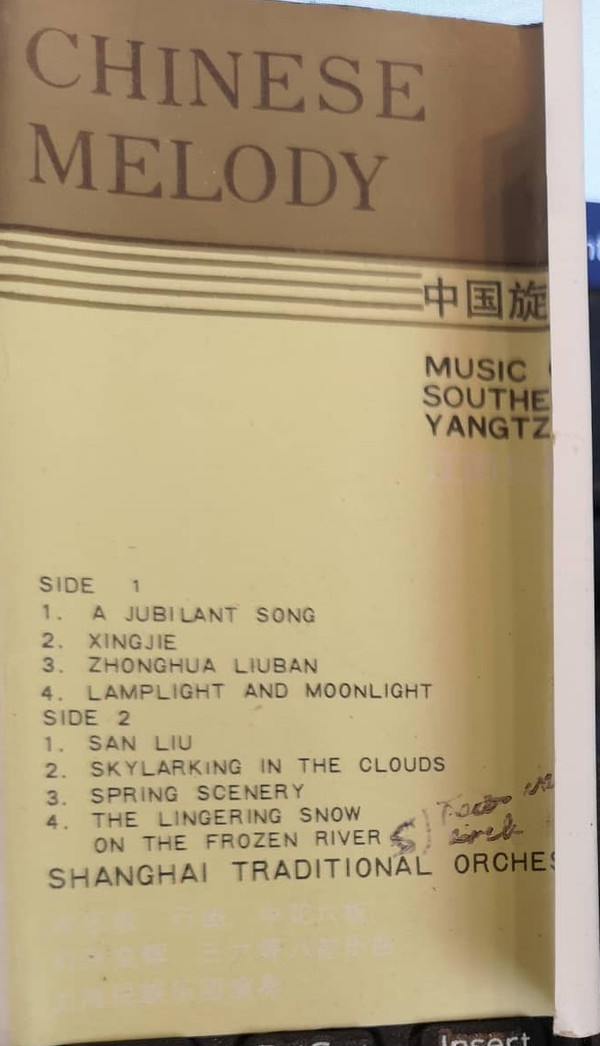 CHINESE
MELODY
中国旋
MUSIC
SOUTHE
YANGTZ
SIDE 1
1. A JUBILANT SONG
2. XINGJIE
3. ZHONGHUA LIUBAN
4. LAMPLIGHT AND MOONLIGHT
SIDE 2
1. SAN LIU
2. SKYLARKING IN THE CLOUDS
3. SPRING SCENERY
4. THE LINGERING SNOW
ON THE FROZEN RIVER 5)
SHANGHAI TRADITIONAL ORCHES
Insert